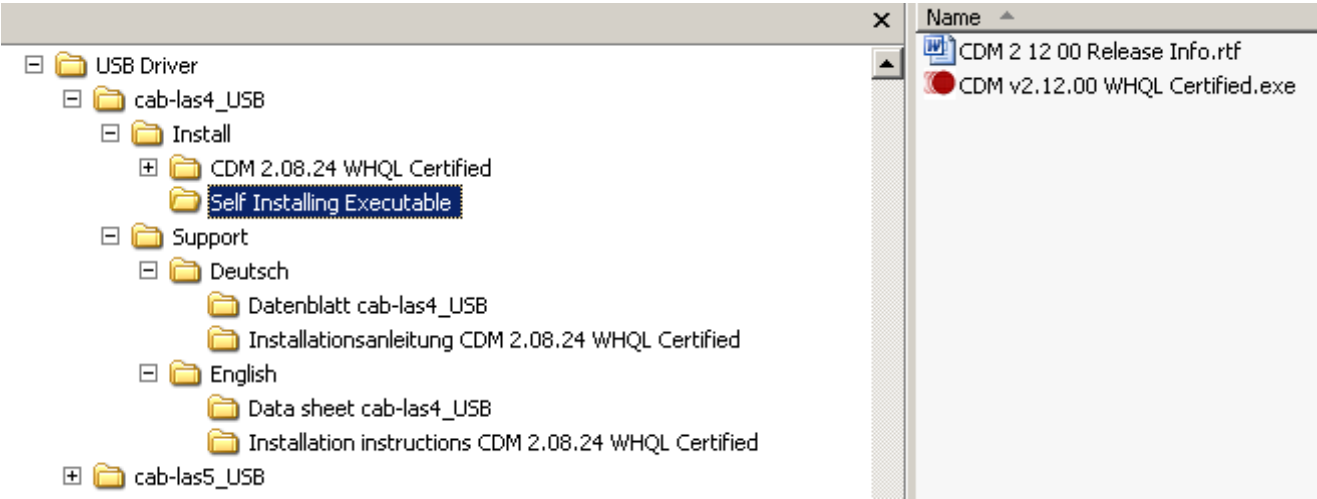 USB Driver
cab-las4_USB
Install
CDM 2.08.24 WHQL Certified
Self Installing Executable
Support
Deutsch
Datenblatt cab-las4_USB
Installationsanleitung CDM 2.08.24 WHQL Certified
English
Data sheet cab-las4_USB
Installation instructions CDM 2.08.24 WHQL Certified
cab-las5_USB
Name
CDM 2 12 00 Release Info.rtf
CDM v2.12.00 WHQL Certified.exe